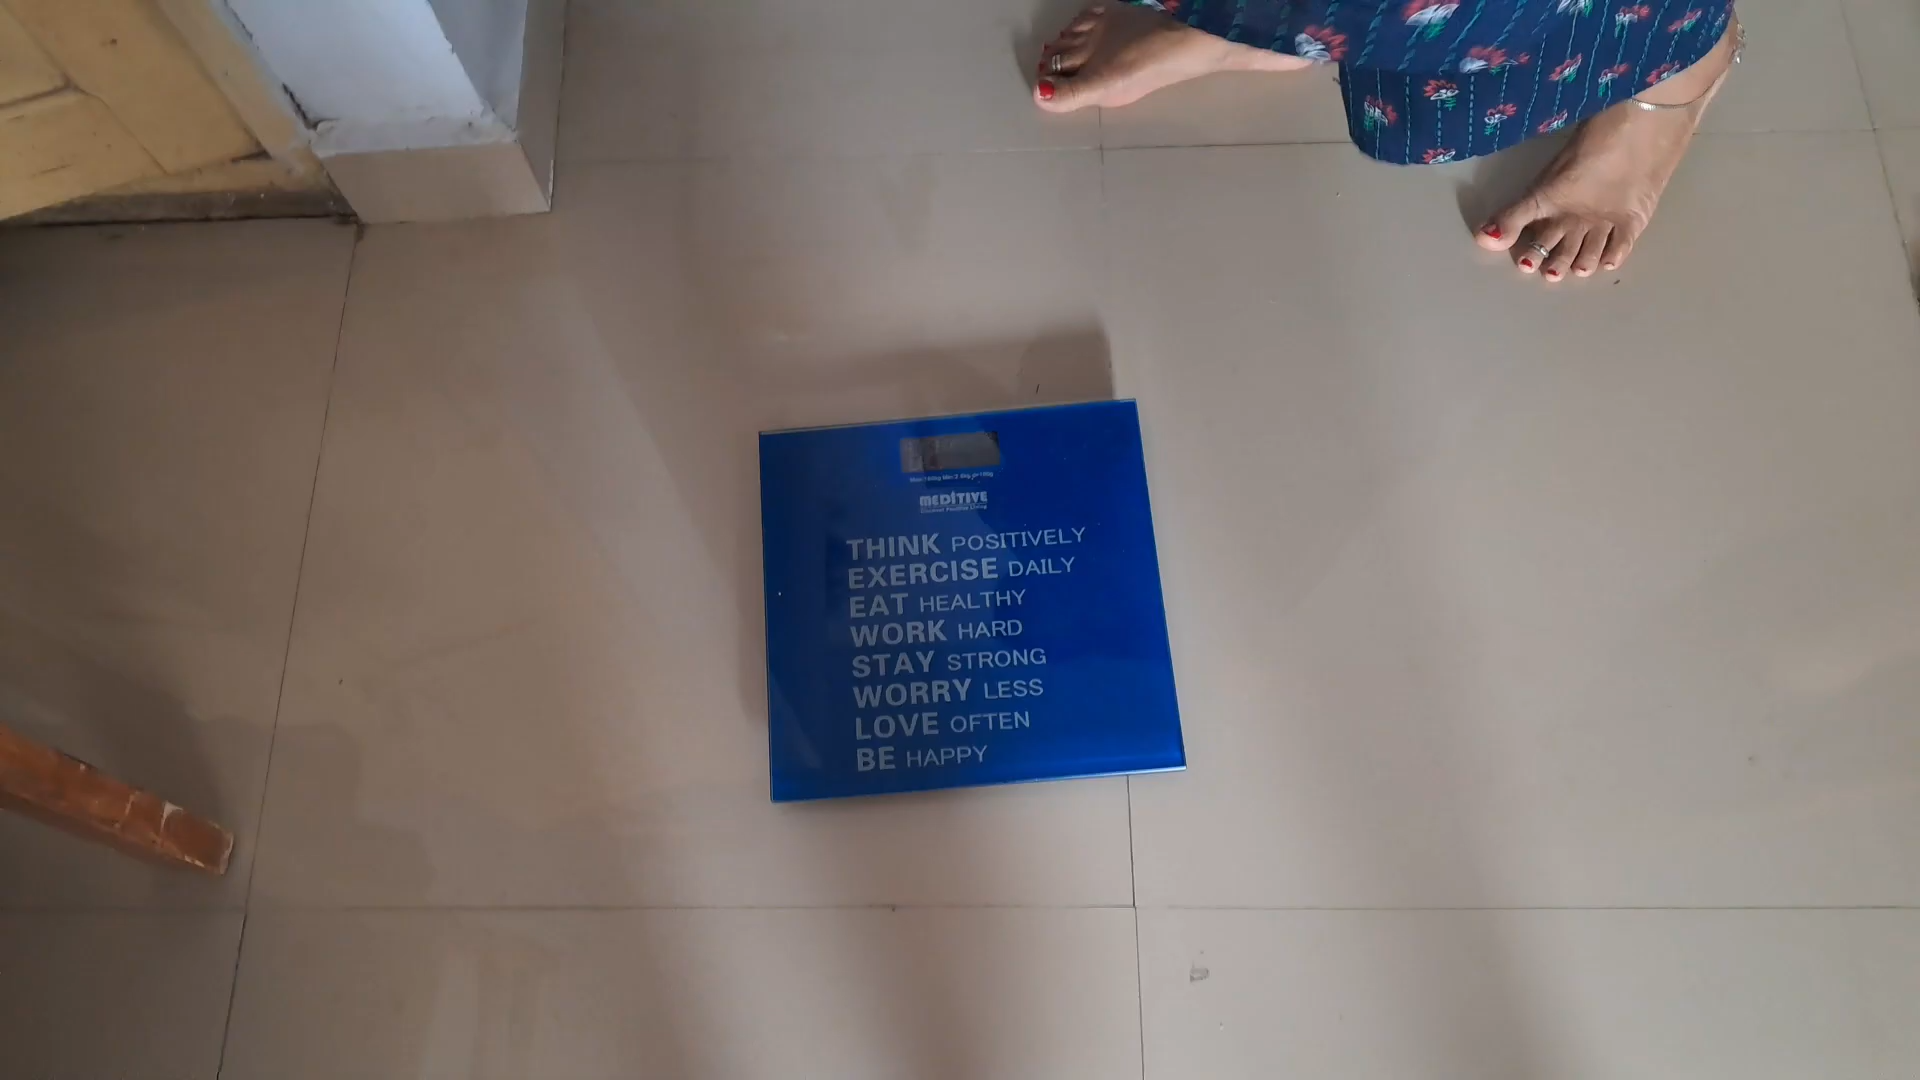 MEDITIVE
THINK POSITIVELY
EXERCISE DAILY
EAT HEALTHY
WORK HARD
STAY STRONG
WORRY LESS
LOVE OFTEN
BE HAPPY